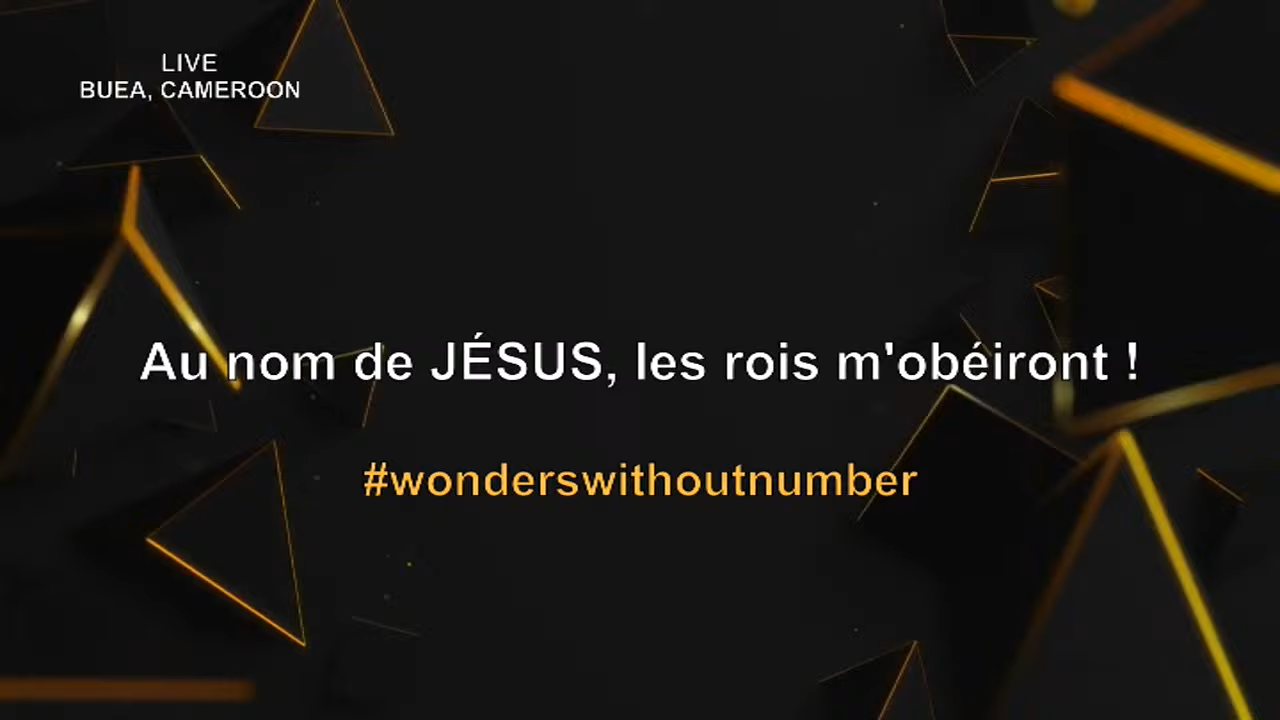 LIVE
BUEA, CAMEROON
Au nom de JÉSUS, les rois m'obéiront !
#wonderswithoutnumber